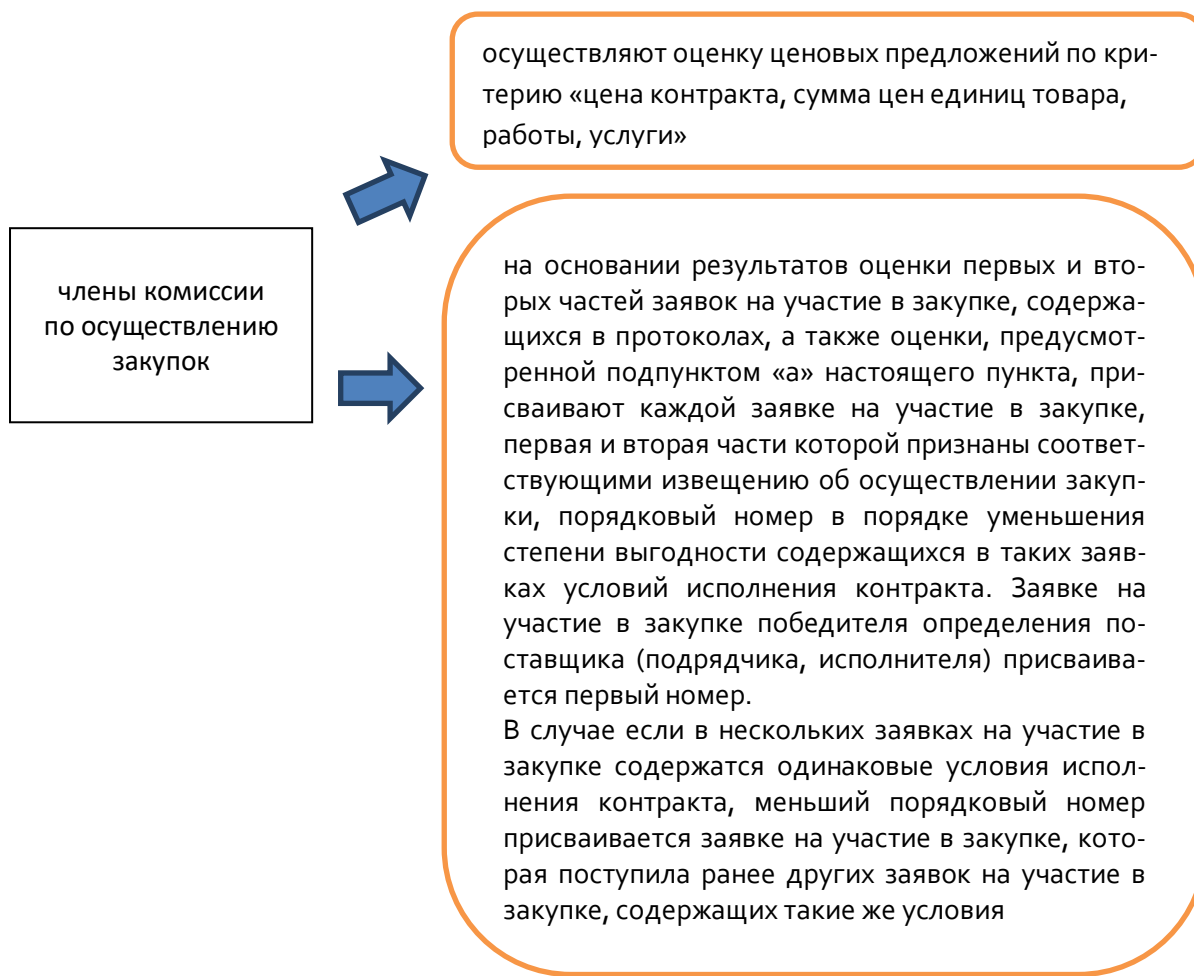 осуществляют оценку ценовых предложений по кри-
терию «цена контракта, сумма цен единиц товара,
работы, услуги»
члены комиссии
по осуществлению
закупок
на основании результатов оценки первых и вто-
рых частей заявок на участие в закупке, содержа-
щихся в протоколах, а также оценки, предусмот-
ренной подпунктом «а» настоящего пункта, при-
сваивают каждой заявке на участие в закупке,
первая и вторая части которой признаны соответ-
ствующими извещению об осуществлении закуп-
ки, порядковый номер в порядке уменьшения
степени выгодности содержащихся в таких заяв-
ках условий исполнения контракта. Заявке на
участие в закупке победителя определения по-
ставщика (подрядчика, исполнителя) присваива-
ется первый номер.
В случае если в нескольких заявках на участие в
закупке содержатся одинаковые условия испол-
нения контракта, меньший порядковый номер
присваивается заявке на участие в закупке, кото-
рая поступила ранее других заявок на участие в
закупке, содержащих такие же условия